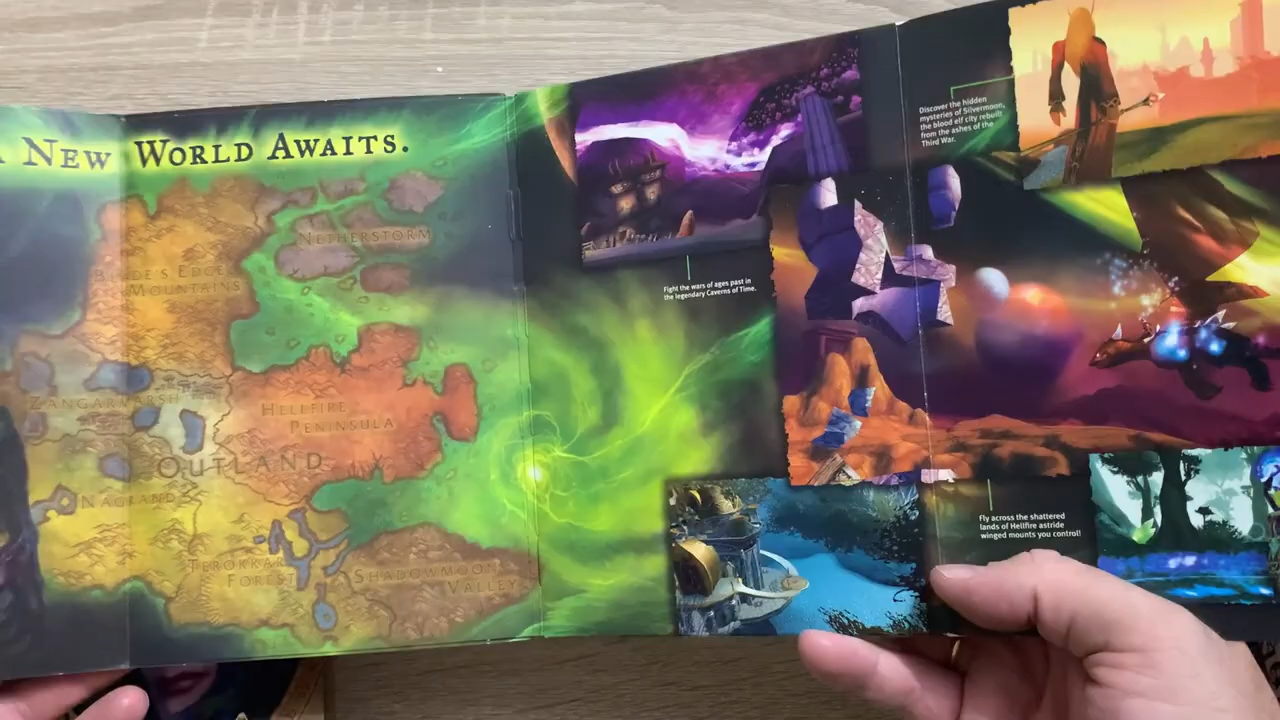 A NEW WORLD AWAITS.
NETHERSTORM
BLADE'S EDGE
MOUNTAINS
ZANGARMARSH
HELLFIRE
PENINSULA
OUTLAND
NAGRAND
TEROKKAR
FOREST
SHADOWMOON
VALLEY
Fight the wars of ages past in
the legendary Caverns of Time.
Discover the hidden
mysteries of Silvermoon,
the blood elf city rebuilt
from the ashes of the
Third War.
Fly across the shattered
lands of Hellfire astride
winged mounts you control!